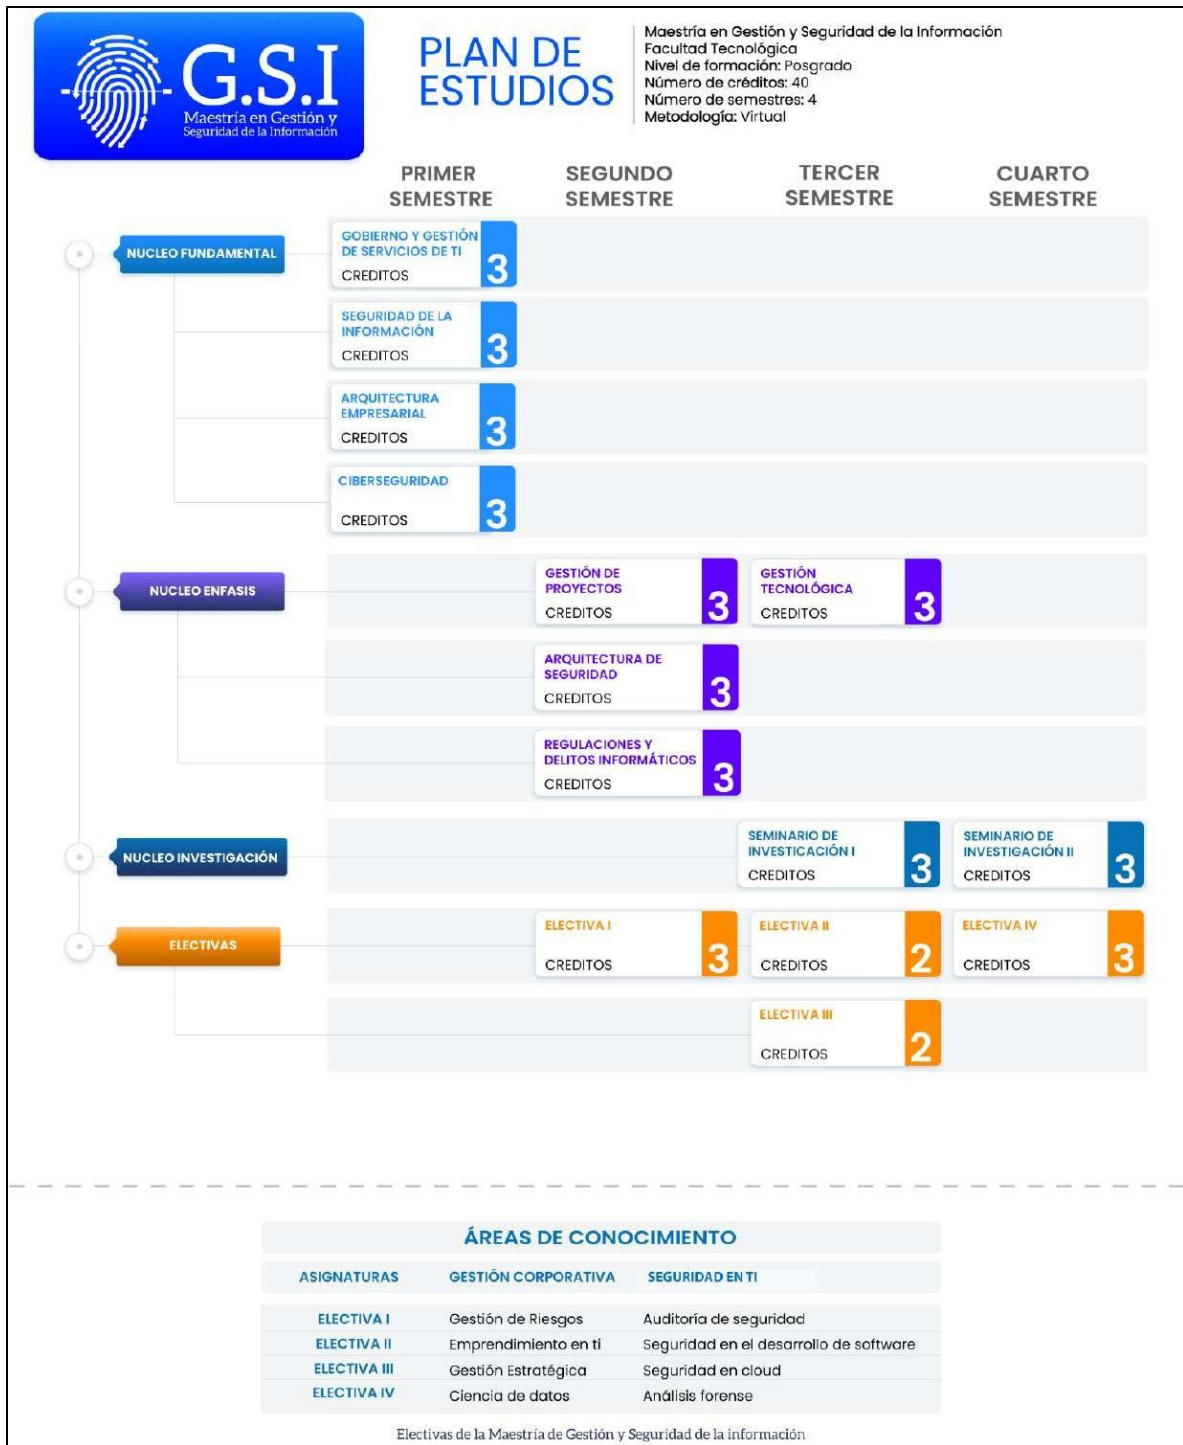 G.S.I
Maestría en Gestión y
Seguridad de la Información
PLAN DE
ESTUDIOS
Maestría en Gestión y Seguridad de la Información
Facultad Tecnológica
Nivel de formación: Posgrado
Número de créditos: 40
Número de semestres: 4
Metodología: Virtual
PRIMER
SEMESTRE
SEGUNDO
SEMESTRE
TERCER
SEMESTRE
CUARTO
SEMESTRE
NUCLEO FUNDAMENTAL
GOBIERNO Y GESTIÓN
DE SERVICIOS DE TI
CREDITOS
3
SEGURIDAD DE LA
INFORMACIÓN
CREDITOS
3
ARQUITECTURA
EMPRESARIAL
CREDITOS
3
CIBERSEGURIDAD
CREDITOS
3
NUCLEO ENFASIS
GESTIÓN DE
PROYECTOS
CREDITOS
3
GESTIÓN
TECNOLÓGICA
CREDITOS
3
ARQUITECTURA DE
SEGURIDAD
CREDITOS
3
REGULACIONES Y
DELITOS INFORMÁTICOS
CREDITOS
3
NUCLEO INVESTIGACIÓN
SEMINARIO DE
INVESTICACIÓN I
CREDITOS
3
SEMINARIO DE
INVESTIGACIÓN II
CREDITOS
3
ELECTIVAS
ELECTIVA I
CREDITOS
3
ELECTIVA II
CREDITOS
2
ELECTIVA IV
CREDITOS
3
ELECTIVA III
CREDITOS
2
ÁREAS DE CONOCIMIENTO
ASIGNATURAS GESTIÓN CORPORATIVA SEGURIDAD EN TI
ELECTIVA I Gestión de Riesgos Auditoría de seguridad
ELECTIVA II Emprendimiento en ti Seguridad en el desarrollo de software
ELECTIVA III Gestión Estratégica Seguridad en cloud
ELECTIVA IV Ciencia de datos Análisis forense
Electivas de la Maestría de Gestión y Seguridad de la información